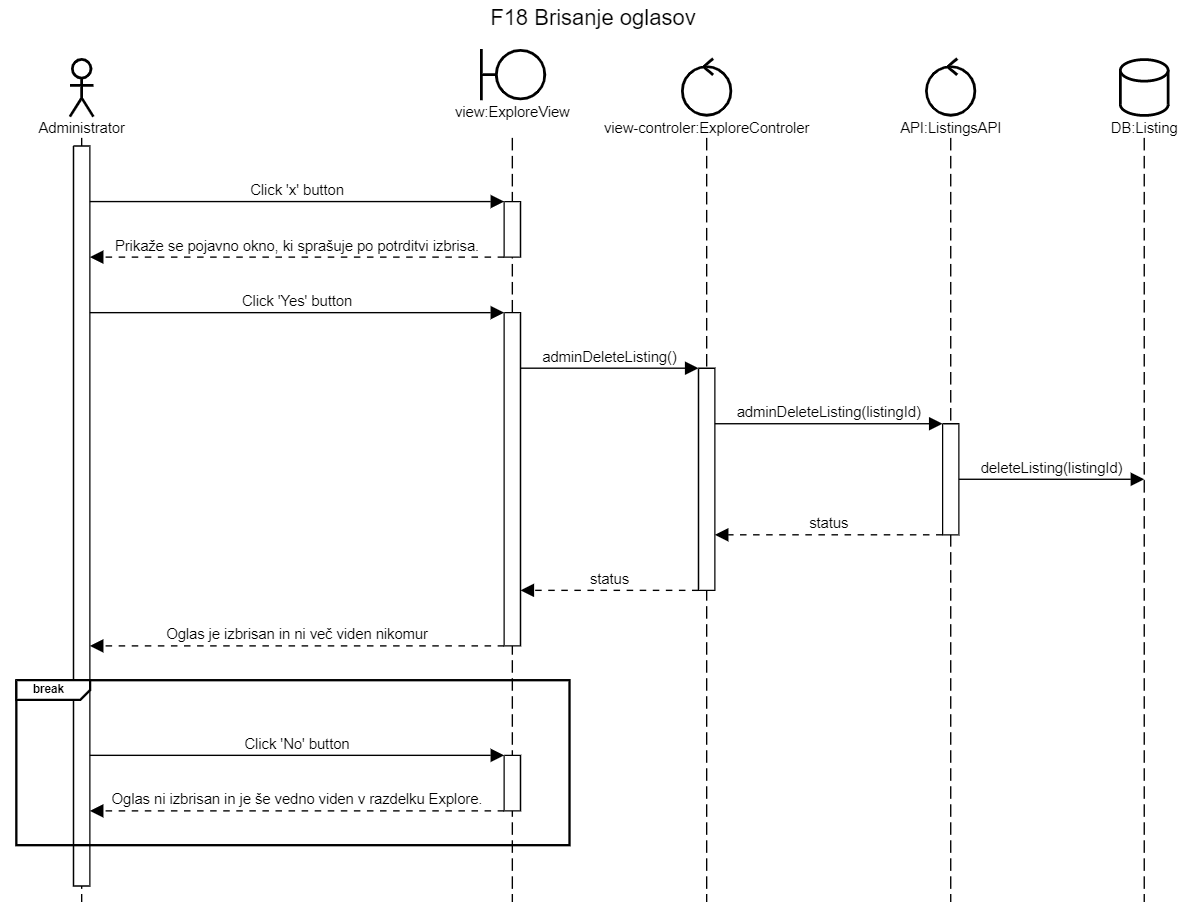 F18 Brisanje oglasov
Administrator
view:ExploreView
view-controler:ExploreControler
API:ListingsAPI
DB:Listing
Click 'x' button
Prikaže se pojavno okno, ki sprašuje po potrditvi izbrisa.
Click 'Yes' button
adminDeleteListing()
adminDeleteListing(listingId)
deleteListing(listingId)
status
status
Oglas je izbrisan in ni več viden nikomur
break
Click 'No' button
Oglas ni izbrisan in je še vedno viden v razdelku Explore.